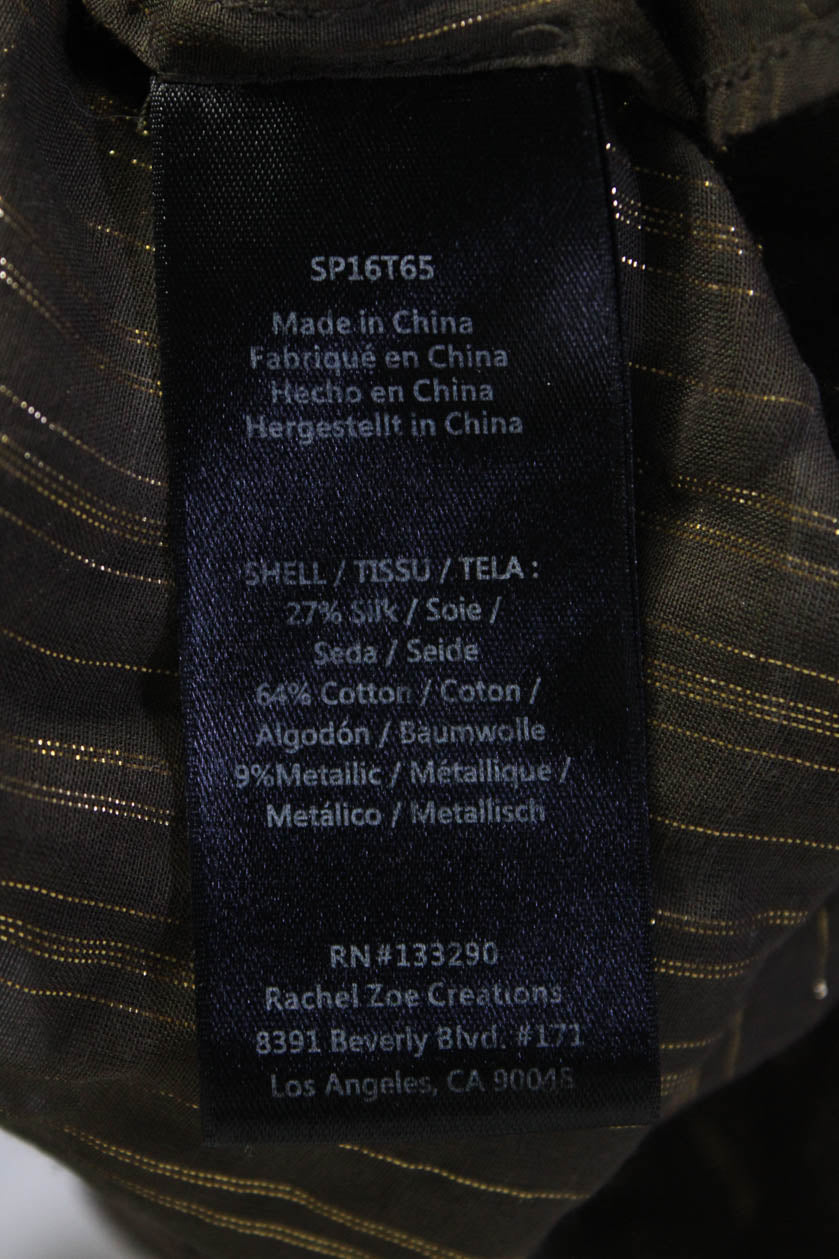 SP16T65
Made in China
Fabriqué en China
Hecho en China
Hergestellt in China
SHELL / TISSU / TELA :
27% Silk / Soie /
Seda / Seide
64% Cotton / Coton /
Algodón / Baumwolle
9%Metallic / Métallique /
Metálico / Metallisch
RN#133290
Rachel Zoe Creations
8391 Beverly Blvd. #171
Los Angeles, CA 90048